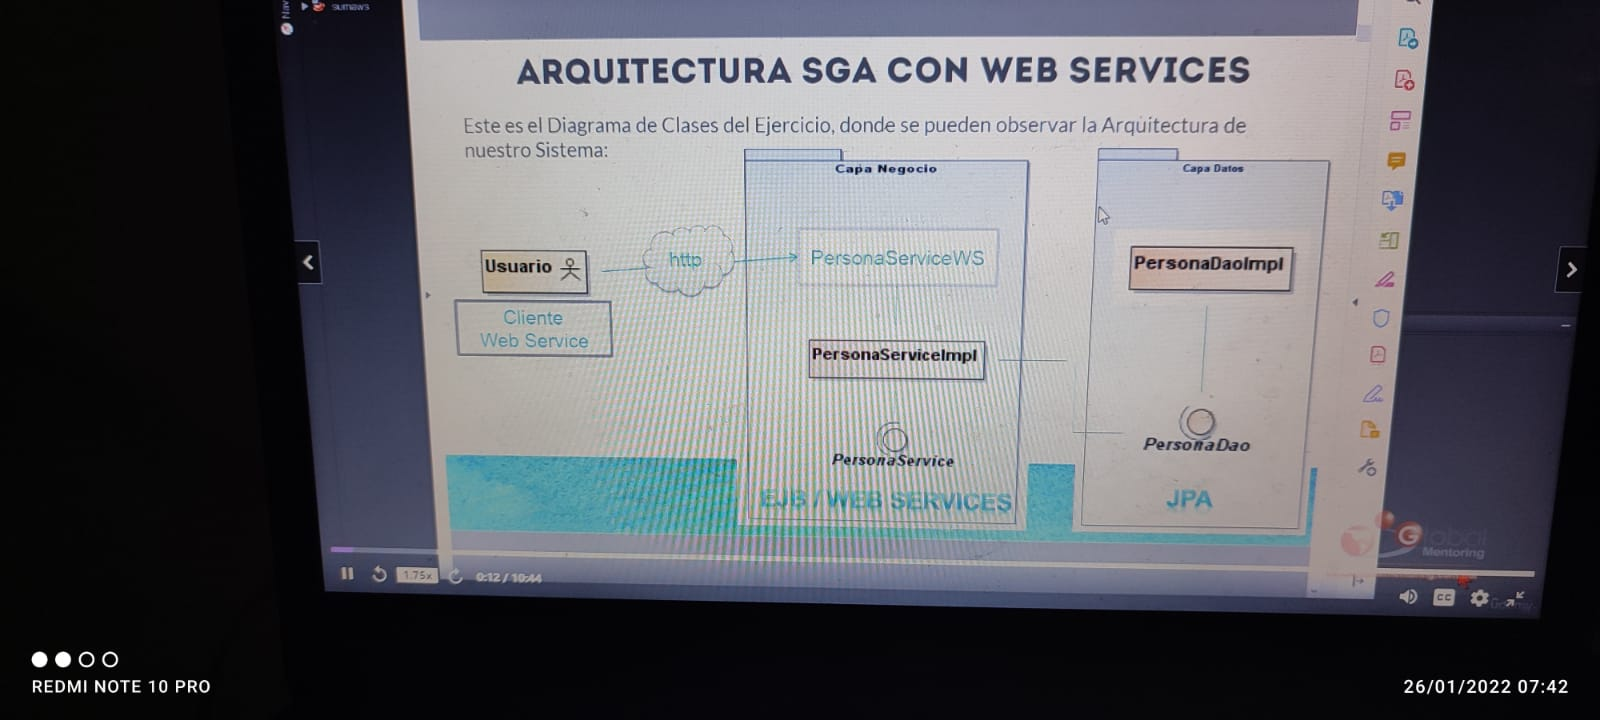 sumaws
Nav
ARQUITECTURA SGA CON WEB SERVICES
Este es el Diagrama de Clases del Ejercicio, donde se pueden observar la Arquitectura de
nuestro Sistema:
Capa Negocio
Capa Datos
Usuario
http
PersonaServiceWS
PersonaDaoImpl
Cliente
Web Service
PersonaServiceImpl
PersonaService
PersonaDao
EJB / WEB SERVICES
JPA
Global
Mentoring
1.75x
0:12 / 10:44
CC
REDMI NOTE 10 PRO
26/01/2022 07:42